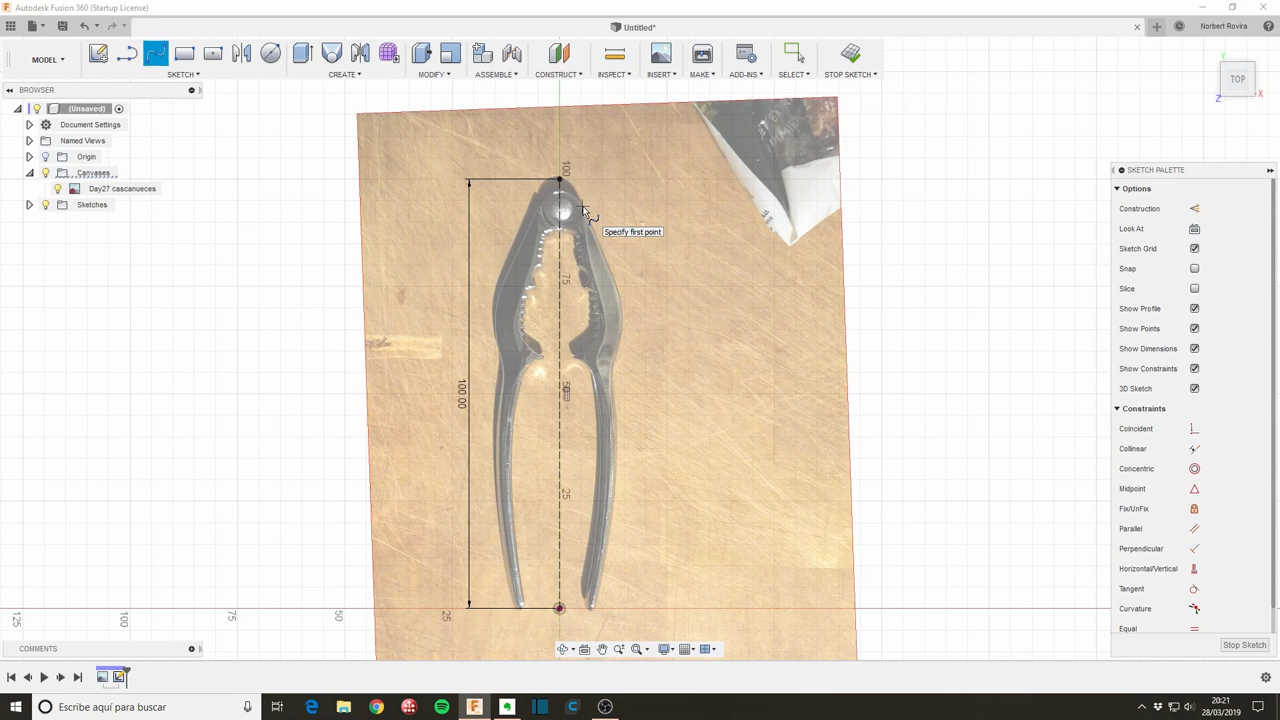 Autodesk Fusion 360 (Startup License)
Untitled*
Norbert Rovira
MODEL
SKETCH
CREATE
MODIFY
ASSEMBLE
CONSTRUCT
INSPECT
INSERT
MAKE
ADD-INS
SELECT
STOP SKETCH
BROWSER
(Unsaved)
Document Settings
Named Views
Origin
Canvases
Day27 cascanueces
Sketches
Y
TOP
X
Z
100
75
50
25
100.00
Specify first point
125
100
75
50
25
SKETCH PALETTE
Options
Construction
Look At
Sketch Grid
Snap
Slice
Show Profile
Show Points
Show Dimensions
Show Constraints
3D Sketch
Constraints
Coincident
Collinear
Concentric
Midpoint
Fix/UnFix
Parallel
Perpendicular
Horizontal/Vertical
Tangent
Curvature
Equal
Stop Sketch
COMMENTS
Escribe aquí para buscar
20:21
28/03/2019